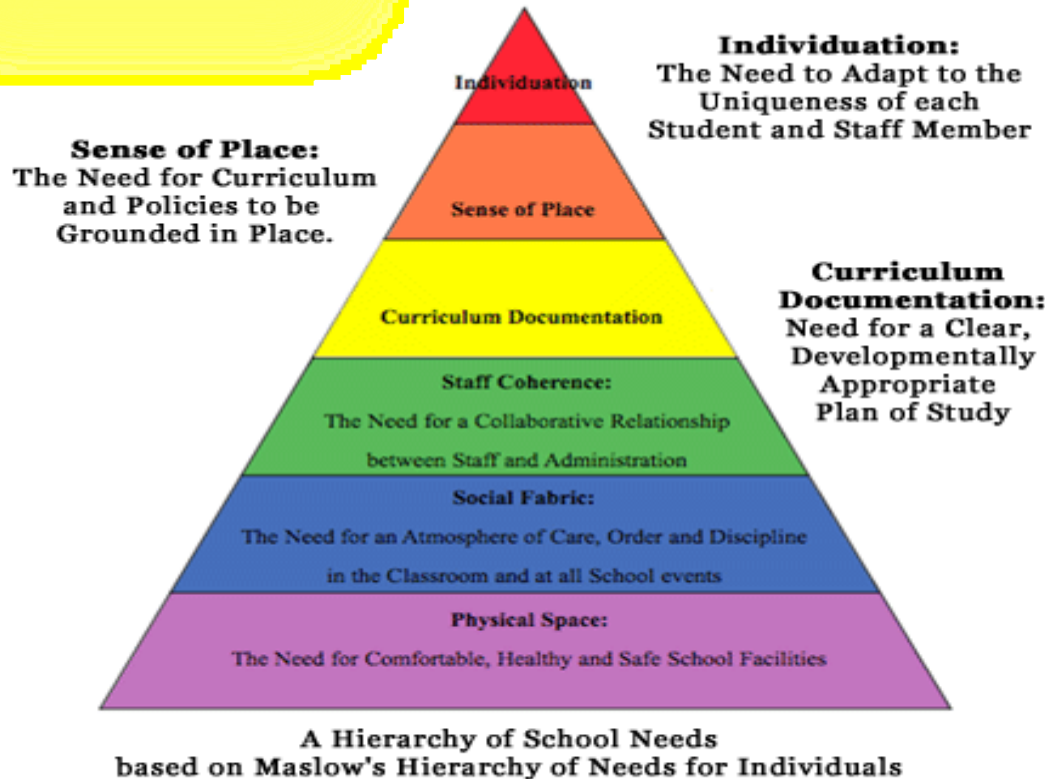 Individuation
Individuation:
The Need to Adapt to the
Uniqueness of each
Student and Staff Member
Sense of Place:
The Need for Curriculum
and Policies to be
Grounded in Place.
Sense of Place
Curriculum Documentation
Curriculum
Documentation:
Need for a Clear,
Developmentally
Appropriate
Plan of Study
Staff Coherence:
The Need for a Collaborative Relationship
between Staff and Administration
Social Fabric:
The Need for an Atmosphere of Care, Order and Discipline
in the Classroom and at all School events
Physical Space:
The Need for Comfortable, Healthy and Safe School Facilities
A Hierarchy of School Needs
based on Maslow's Hierarchy of Needs for Individuals